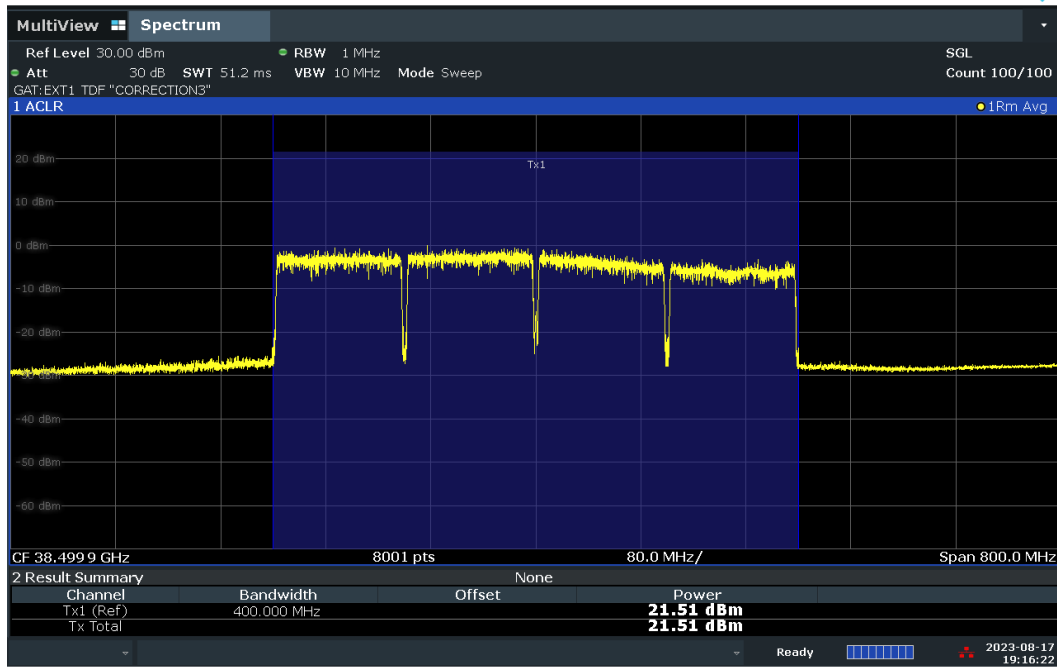 MultiView Spectrum
Ref Level 30.00 dBm RBW 1 MHz SGL
Att 30 dB SWT 51.2 ms VBW 10 MHz Mode Sweep Count 100/100
GAT:EXT1 TDF "CORRECTION3"
1 ACLR 1Rm Avg
Tx1
20 dBm
10 dBm
0 dBm
-10 dBm
-20 dBm
-30 dBm
-40 dBm
-50 dBm
-60 dBm
CF 38.4999 GHz 8001 pts 80.0 MHz/ Span 800.0 MHz
2 Result Summary None
Channel Bandwidth Offset Power
Tx1 (Ref) 400.000 MHz 21.51 dBm
Tx Total 21.51 dBm
Ready 2023-08-17
19:16:22